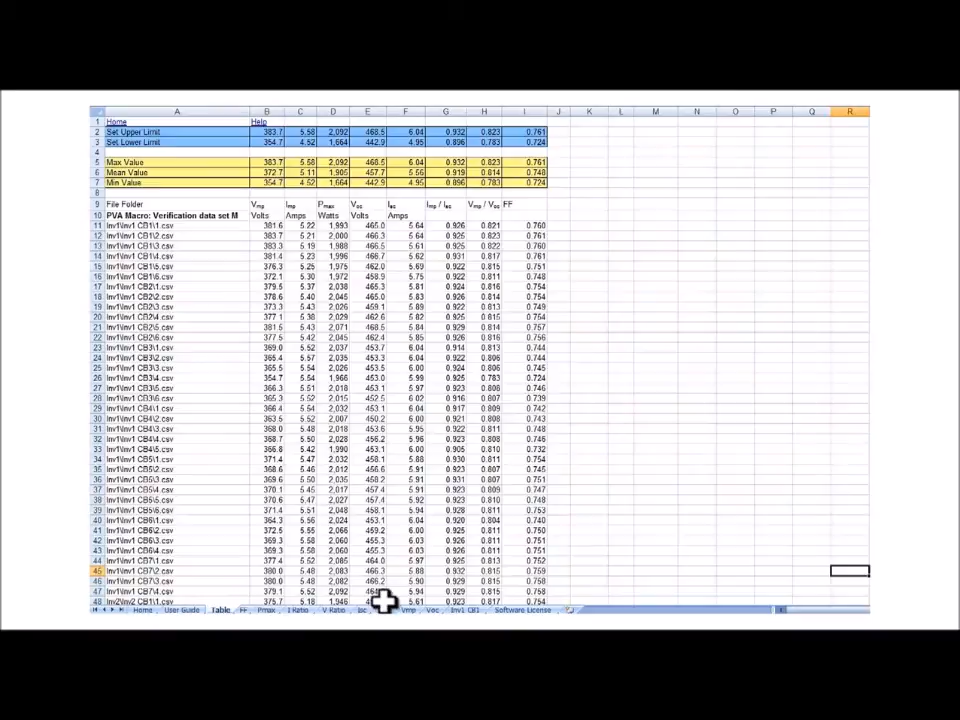 A B C D E F G H I J K L M N O P Q R
1 Home Help
2 Set Upper Limit 383.7 5.58 2,092 468.5 6.04 0.932 0.823 0.761
3 Set Lower Limit 354.7 4.52 1,664 442.9 4.95 0.896 0.783 0.724
4
5 Max Value 383.7 5.58 2,092 468.5 6.04 0.932 0.823 0.761
6 Mean Value 372.7 5.11 1,905 457.7 5.56 0.919 0.814 0.748
7 Min Value 354.7 4.52 1,664 442.9 4.95 0.896 0.783 0.724
8
9 File Folder Vmp Imp Pmax Voc Isc Imp / Isc Vmp / Voc FF
10 PVA Macro: Verification data set M Volts Amps Watts Volts Amps
11 Inv1\Inv1 CB1\1.csv 381.6 5.22 1,993 465.0 5.64 0.926 0.821 0.760
12 Inv1\Inv1 CB1\2.csv 383.7 5.21 2,000 466.3 5.64 0.925 0.823 0.761
13 Inv1\Inv1 CB1\3.csv 383.3 5.19 1,988 466.5 5.61 0.925 0.822 0.760
14 Inv1\Inv1 CB1\4.csv 381.4 5.23 1,996 466.7 5.62 0.931 0.817 0.761
15 Inv1\Inv1 CB1\5.csv 376.3 5.25 1,975 462.0 5.69 0.922 0.815 0.751
16 Inv1\Inv1 CB1\6.csv 372.1 5.30 1,972 458.9 5.75 0.922 0.811 0.748
17 Inv1\Inv1 CB2\1.csv 379.5 5.37 2,038 465.3 5.81 0.924 0.816 0.754
18 Inv1\Inv1 CB2\2.csv 378.6 5.40 2,045 465.0 5.83 0.926 0.814 0.754
19 Inv1\Inv1 CB2\3.csv 373.3 5.43 2,026 459.1 5.89 0.922 0.813 0.749
20 Inv1\Inv1 CB2\4.csv 377.1 5.38 2,029 462.6 5.82 0.925 0.815 0.754
21 Inv1\Inv1 CB2\5.csv 381.5 5.43 2,071 468.5 5.84 0.929 0.814 0.757
22 Inv1\Inv1 CB2\6.csv 377.5 5.42 2,045 462.4 5.85 0.926 0.816 0.756
23 Inv1\Inv1 CB3\1.csv 369.0 5.52 2,037 453.7 6.04 0.914 0.813 0.744
24 Inv1\Inv1 CB3\2.csv 365.4 5.57 2,035 453.3 6.04 0.922 0.806 0.744
25 Inv1\Inv1 CB3\3.csv 365.5 5.54 2,026 453.5 6.00 0.924 0.806 0.745
26 Inv1\Inv1 CB3\4.csv 354.7 5.54 1,966 453.0 5.99 0.925 0.783 0.724
27 Inv1\Inv1 CB3\5.csv 366.3 5.51 2,018 453.1 5.97 0.923 0.808 0.746
28 Inv1\Inv1 CB3\6.csv 365.3 5.52 2,015 452.5 6.02 0.916 0.807 0.739
29 Inv1\Inv1 CB4\1.csv 366.4 5.54 2,032 453.1 6.04 0.917 0.809 0.742
30 Inv1\Inv1 CB4\2.csv 363.5 5.52 2,007 450.2 6.00 0.921 0.808 0.743
31 Inv1\Inv1 CB4\3.csv 368.0 5.48 2,018 453.6 5.95 0.922 0.811 0.748
32 Inv1\Inv1 CB4\4.csv 368.7 5.50 2,028 456.2 5.96 0.923 0.808 0.746
33 Inv1\Inv1 CB4\5.csv 366.8 5.42 1,990 453.1 6.00 0.905 0.810 0.732
34 Inv1\Inv1 CB5\1.csv 371.4 5.47 2,032 458.1 5.88 0.930 0.811 0.754
35 Inv1\Inv1 CB5\2.csv 368.6 5.46 2,012 456.6 5.91 0.923 0.807 0.745
36 Inv1\Inv1 CB5\3.csv 369.6 5.50 2,030 458.2 5.91 0.931 0.807 0.751
37 Inv1\Inv1 CB5\4.csv 370.1 5.45 2,017 457.4 5.91 0.923 0.809 0.747
38 Inv1\Inv1 CB5\5.csv 370.6 5.47 2,027 457.4 5.92 0.923 0.810 0.748
39 Inv1\Inv1 CB5\6.csv 371.4 5.51 2,048 458.1 5.94 0.928 0.811 0.753
40 Inv1\Inv1 CB6\1.csv 364.3 5.56 2,024 453.1 6.04 0.920 0.804 0.740
41 Inv1\Inv1 CB6\2.csv 372.5 5.55 2,066 459.2 6.00 0.925 0.811 0.750
42 Inv1\Inv1 CB6\3.csv 369.3 5.58 2,060 455.3 6.03 0.926 0.811 0.751
43 Inv1\Inv1 CB6\4.csv 369.3 5.58 2,060 455.3 6.03 0.926 0.811 0.751
44 Inv1\Inv1 CB7\1.csv 377.4 5.52 2,085 464.0 5.97 0.925 0.813 0.752
45 Inv1\Inv1 CB7\2.csv 380.0 5.48 2,083 466.3 5.88 0.932 0.815 0.759
46 Inv1\Inv1 CB7\3.csv 380.0 5.48 2,082 466.2 5.90 0.929 0.815 0.758
47 Inv1\Inv1 CB7\4.csv 379.1 5.52 2,092 5.94 0.929 0.815 0.758
48 Inv2\Inv2 CB1\1.csv 375.7 5.18 1,946 5.61 0.923 0.817 0.754
Home User Guide Table FF Pmax I Ratio V Ratio Isc Vmp Voc Inv1 CB1 Software License